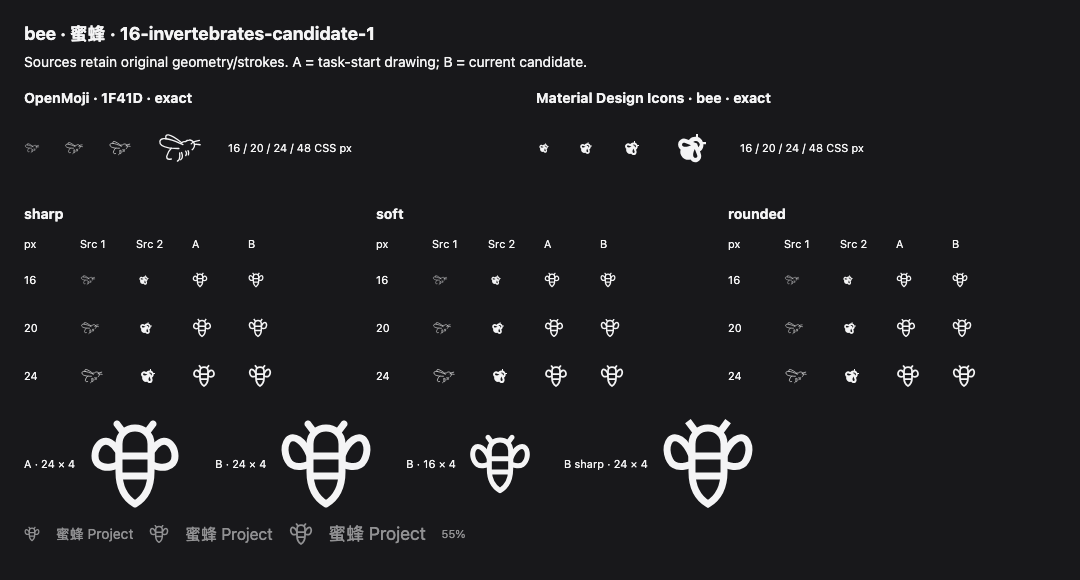 bee · 蜜蜂 · 16-invertebrates-candidate-1
Sources retain original geometry/strokes. A = task-start drawing; B = current candidate.
OpenMoji · 1F41D · exact
16 / 20 / 24 / 48 CSS px
Material Design Icons · bee · exact
16 / 20 / 24 / 48 CSS px
sharp
px Src 1 Src 2 A B
16
20
24
soft
px Src 1 Src 2 A B
16
20
24
rounded
px Src 1 Src 2 A B
16
20
24
A · 24 × 4
B · 24 × 4
B · 16 × 4
B sharp · 24 × 4
蜜蜂 Project
蜜蜂 Project
蜜蜂 Project
55%